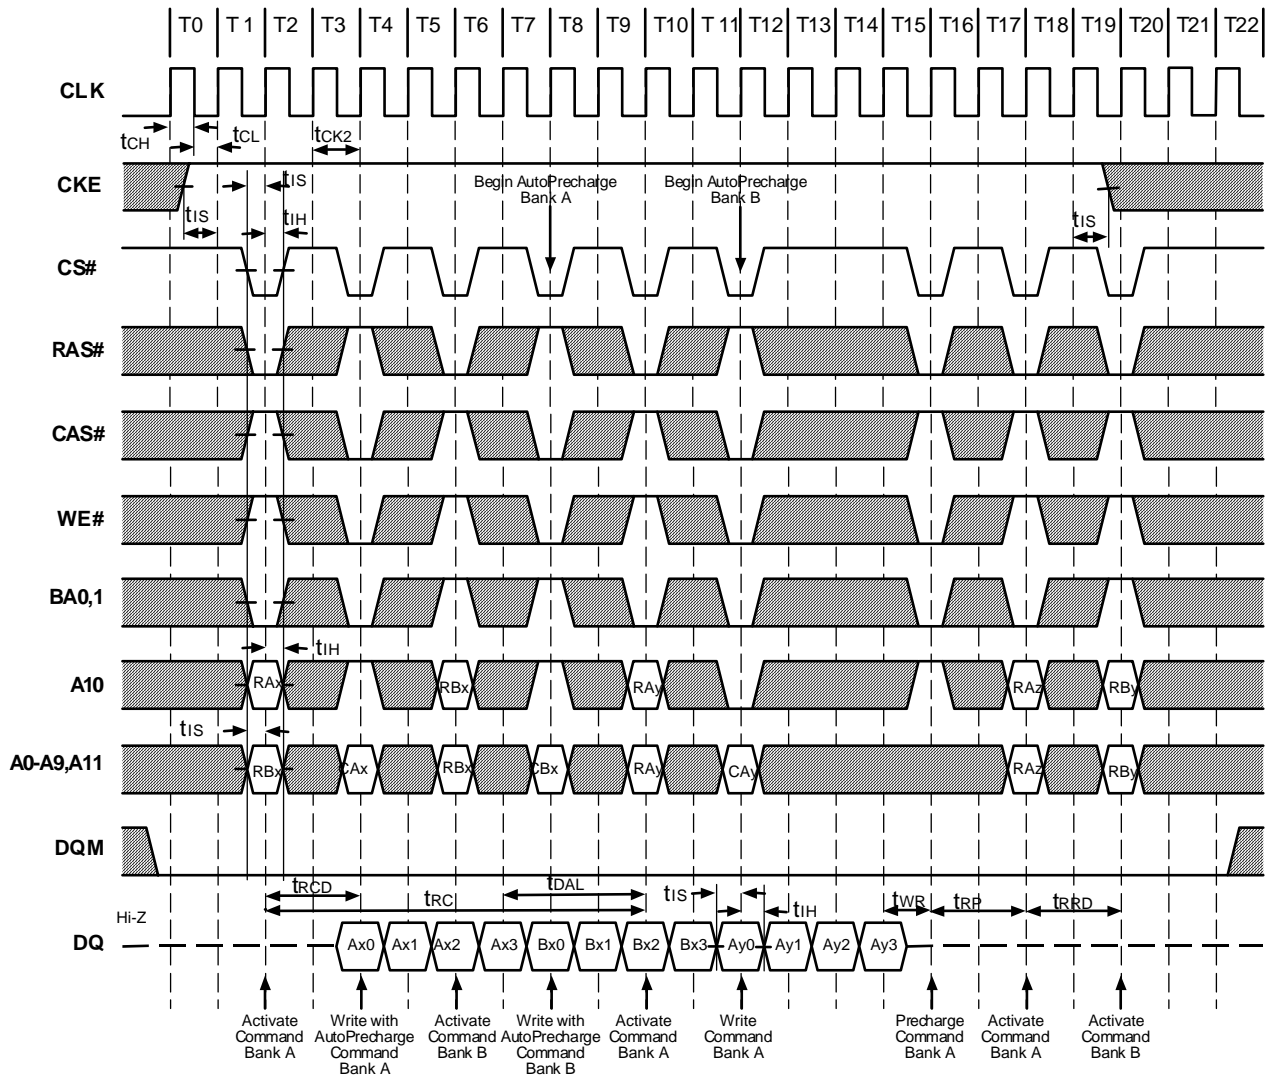 T0 T 1 T2 T3 T4 T5 T6 T7 T8 T9 T10 T 11 T12 T13 T14 T15 T16 T17 T18 T19 T20 T21 T22
CLK
tCH tCL tCK2
CKE
tIS
Begin AutoPrecharge
Bank A
Begin AutoPrecharge
Bank B
tIS tIH tIS
CS#
RAS#
CAS#
WE#
BA0,1
tIH
A10
RAx RBx RAy RAz RBy
tIS
A0-A9,A11
RBx CAx RBx CBx RAy CAy RAz RBy
DQM
tRCD tRC tDAL tIS tIH tWR tRP tRRD
Hi-Z
DQ
Ax0 Ax1 Ax2 Ax3 Bx0 Bx1 Bx2 Bx3 Ay0 Ay1 Ay2 Ay3
Activate
Command
Bank A
Write with
AutoPrecharge
Command
Bank A
Activate
Command
Bank B
Write with
AutoPrecharge
Command
Bank B
Activate
Command
Bank A
Write
Command
Bank A
Precharge
Command
Bank A
Activate
Command
Bank A
Activate
Command
Bank B